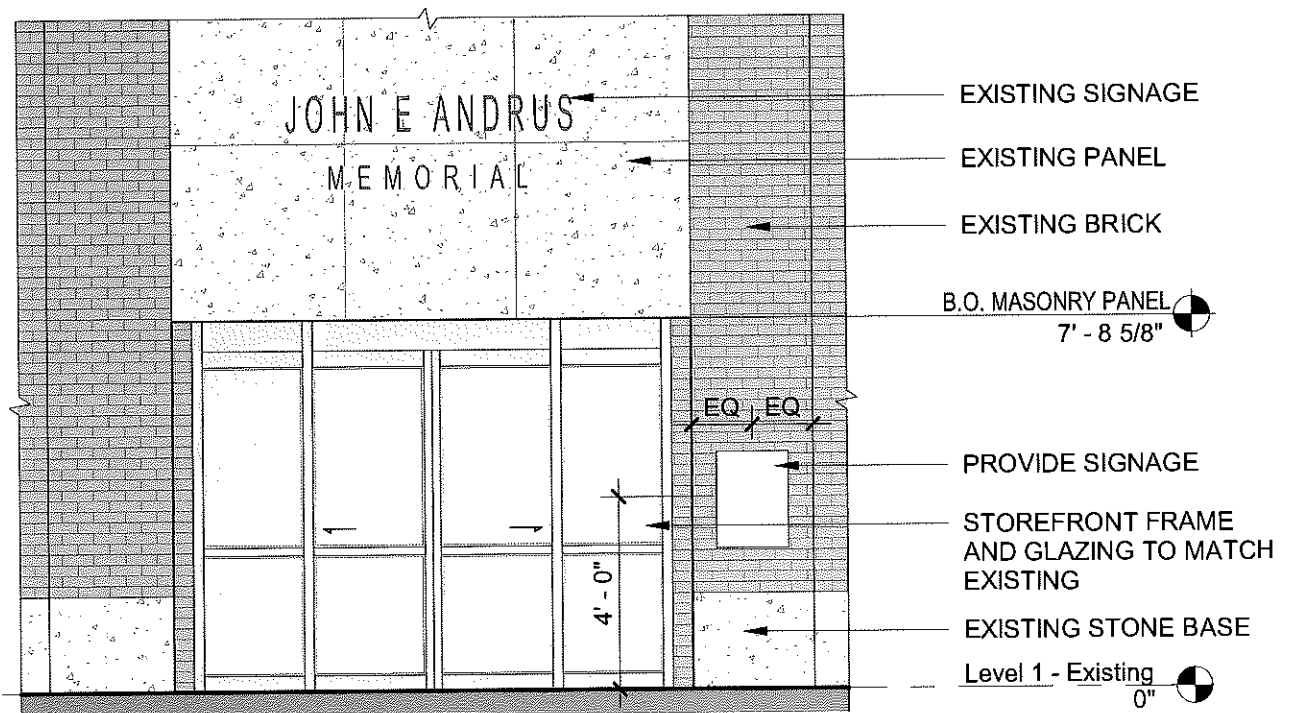 JOHN E ANDRUS
MEMORIAL
EXISTING SIGNAGE
EXISTING PANEL
EXISTING BRICK
B.O. MASONRY PANEL
7' - 8 5/8"
EQ EQ
PROVIDE SIGNAGE
STOREFRONT FRAME
AND GLAZING TO MATCH
EXISTING
4' - 0"
EXISTING STONE BASE
Level 1 - Existing
0"